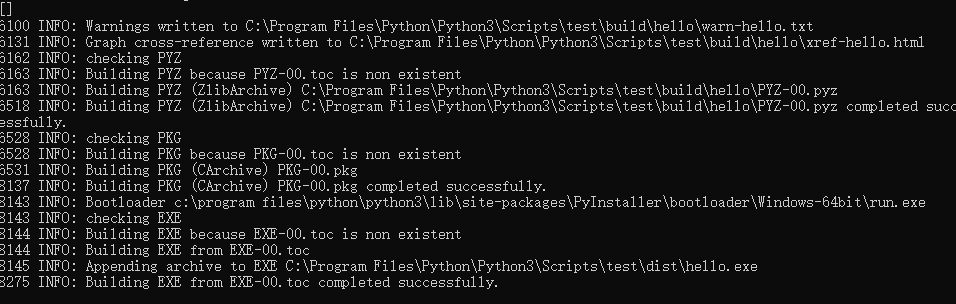 []
6100 INFO: Warnings written to C:\Program Files\Python\Python3\Scripts\test\build\hello\warn-hello.txt
6131 INFO: Graph cross-reference written to C:\Program Files\Python\Python3\Scripts\test\build\hello\xref-hello.html
6162 INFO: checking PYZ
6163 INFO: Building PYZ because PYZ-00.toc is non existent
6163 INFO: Building PYZ (ZlibArchive) C:\Program Files\Python\Python3\Scripts\test\build\hello\PYZ-00.pyz
6518 INFO: Building PYZ (ZlibArchive) C:\Program Files\Python\Python3\Scripts\test\build\hello\PYZ-00.pyz completed succ
essfully.
6528 INFO: checking PKG
6528 INFO: Building PKG because PKG-00.toc is non existent
6531 INFO: Building PKG (CArchive) PKG-00.pkg
8137 INFO: Building PKG (CArchive) PKG-00.pkg completed successfully.
8143 INFO: Bootloader c:\program files\python\python3\lib\site-packages\PyInstaller\bootloader\Windows-64bit\run.exe
8143 INFO: checking EXE
8144 INFO: Building EXE because EXE-00.toc is non existent
8144 INFO: Building EXE from EXE-00.toc
8145 INFO: Appending archive to EXE C:\Program Files\Python\Python3\Scripts\test\dist\hello.exe
8275 INFO: Building EXE from EXE-00.toc completed successfully.